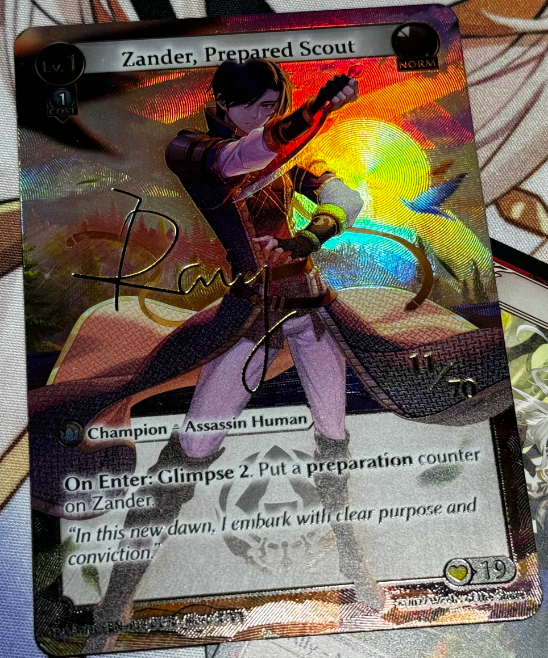 Zander, Prepared Scout
Lv. 1
NORM
1
COST
Rany
11/70
Champion – Assassin Human
On Enter: Glimpse 2. Put a preparation counter
on Zander.
"In this new dawn, I embark with clear purpose and
conviction."
19